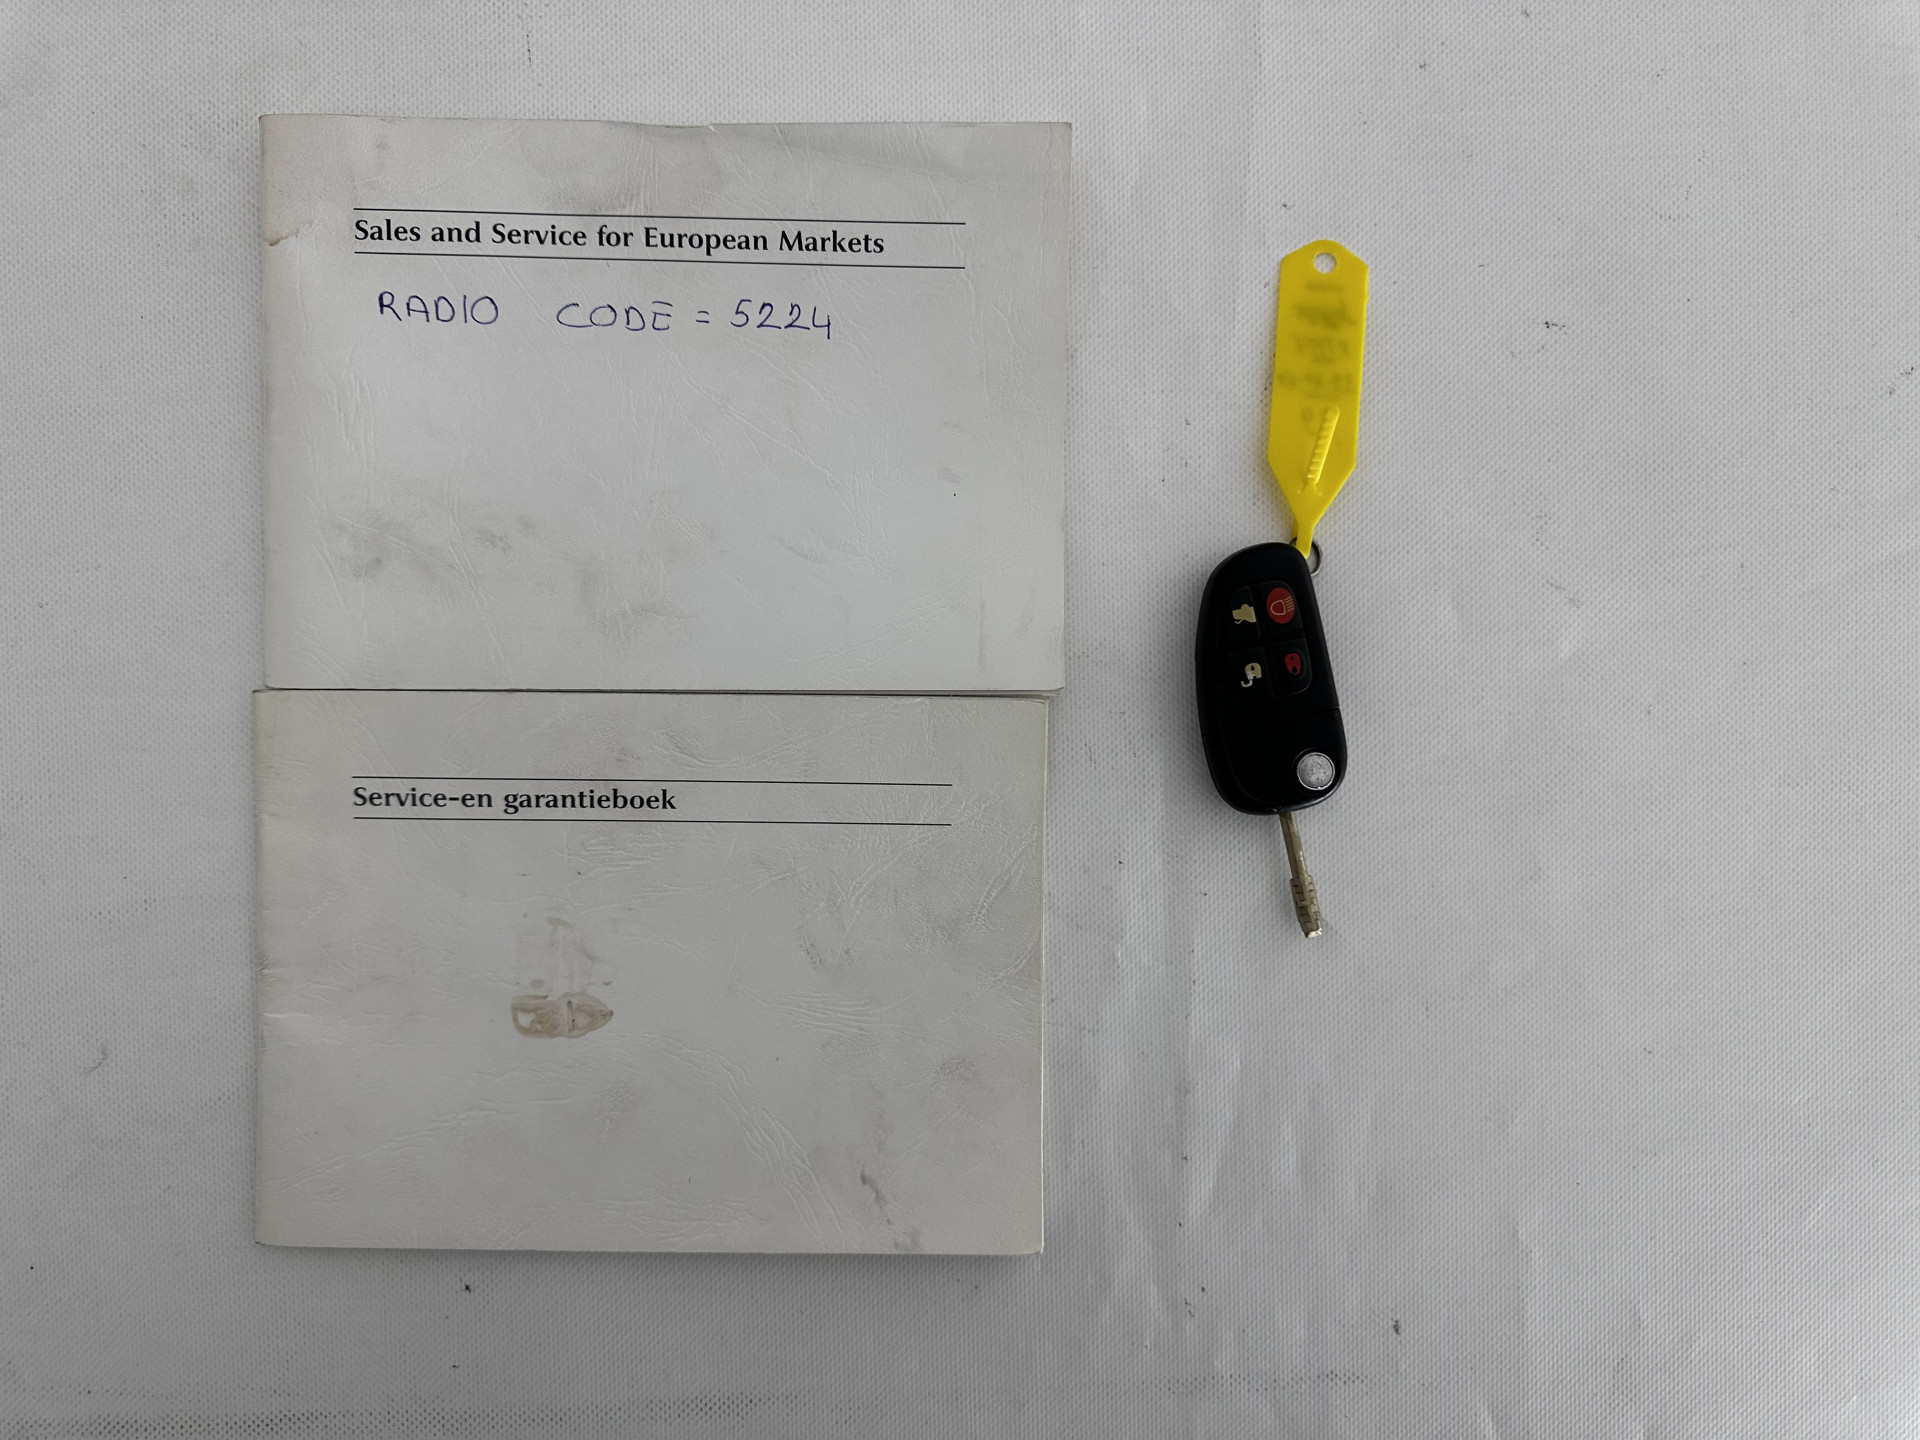 Sales and Service for European Markets
RADIO CODE = 5224
Service-en garantieboek